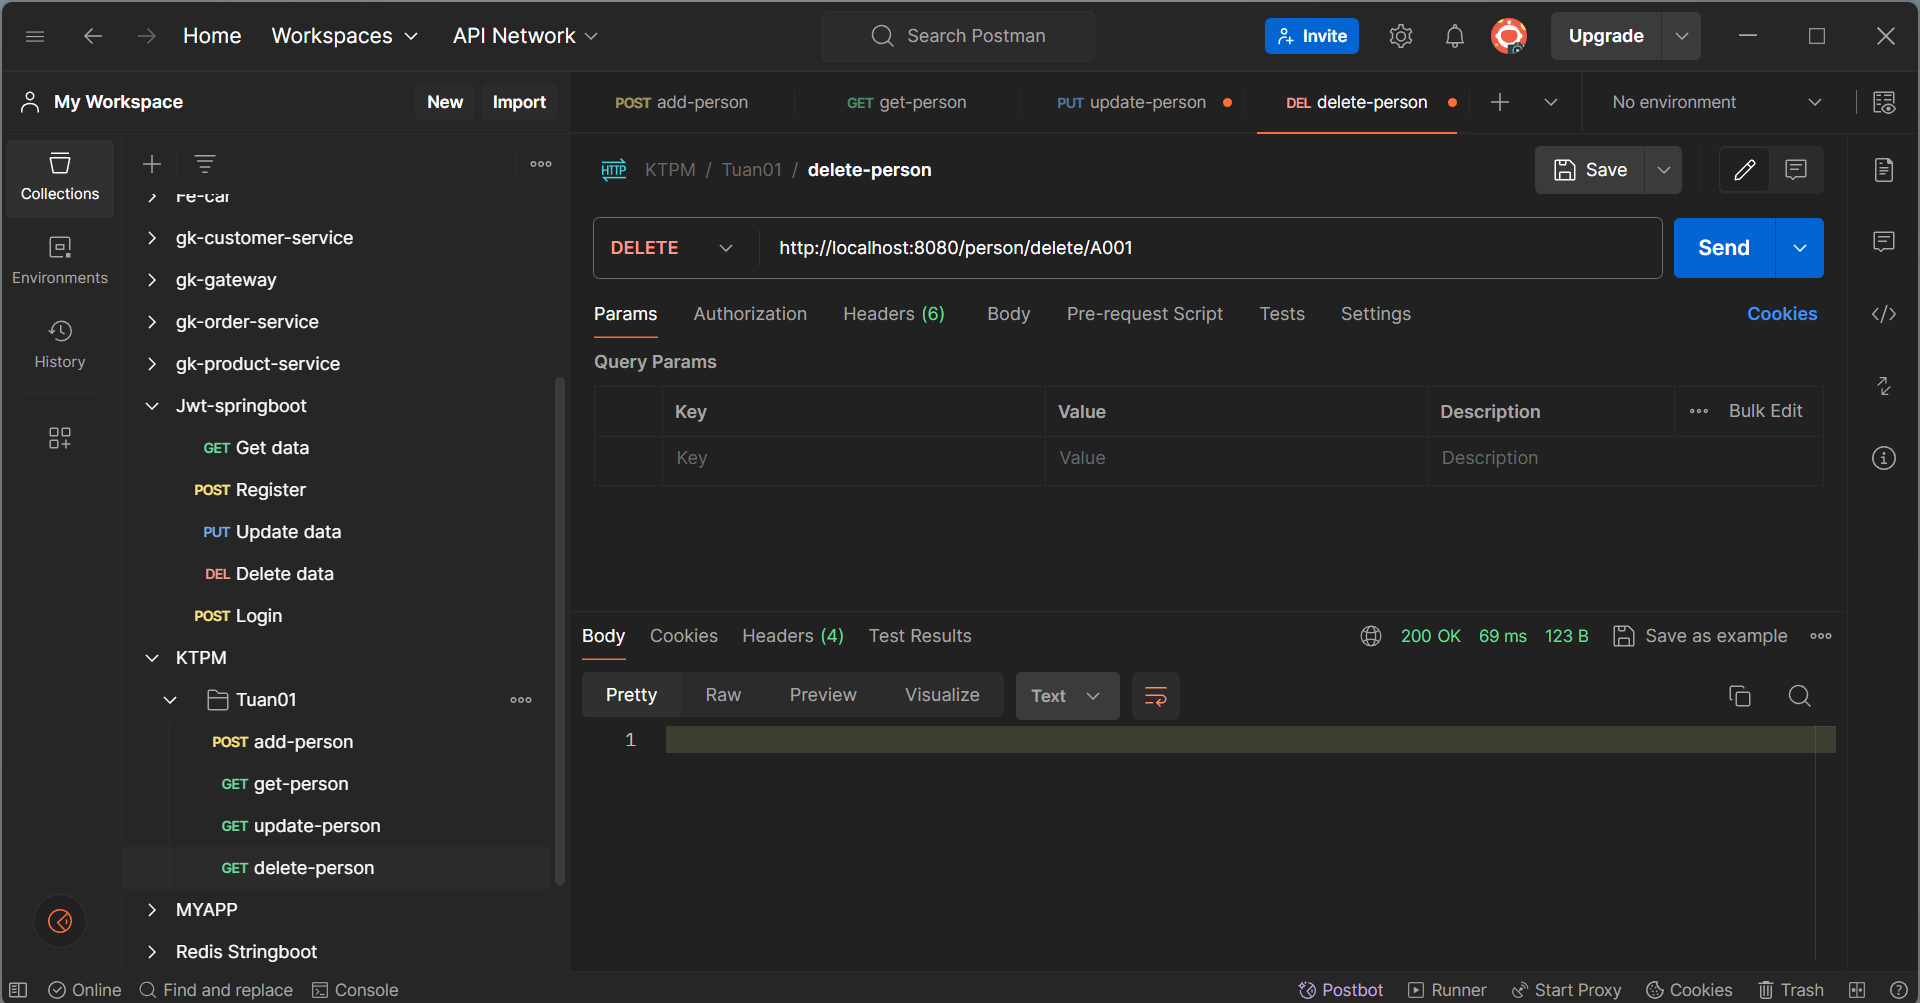 Home Workspaces API Network Search Postman Invite Upgrade
My Workspace New Import
POST add-person GET get-person PUT update-person DEL delete-person No environment
Collections
Environments
History
Fe-car
gk-customer-service
gk-gateway
gk-order-service
gk-product-service
Jwt-springboot
GET Get data
POST Register
PUT Update data
DEL Delete data
POST Login
KTPM
Tuan01
POST add-person
GET get-person
GET update-person
GET delete-person
MYAPP
Redis Stringboot
HTTP KTPM / Tuan01 / delete-person Save
DELETE http://localhost:8080/person/delete/A001 Send
Params Authorization Headers (6) Body Pre-request Script Tests Settings Cookies
Query Params
Key Value Description Bulk Edit
Key Value Description
Body Cookies Headers (4) Test Results 200 OK 69 ms 123 B Save as example
Pretty Raw Preview Visualize Text
1
Online Find and replace Console Postbot Runner Start Proxy Cookies Trash